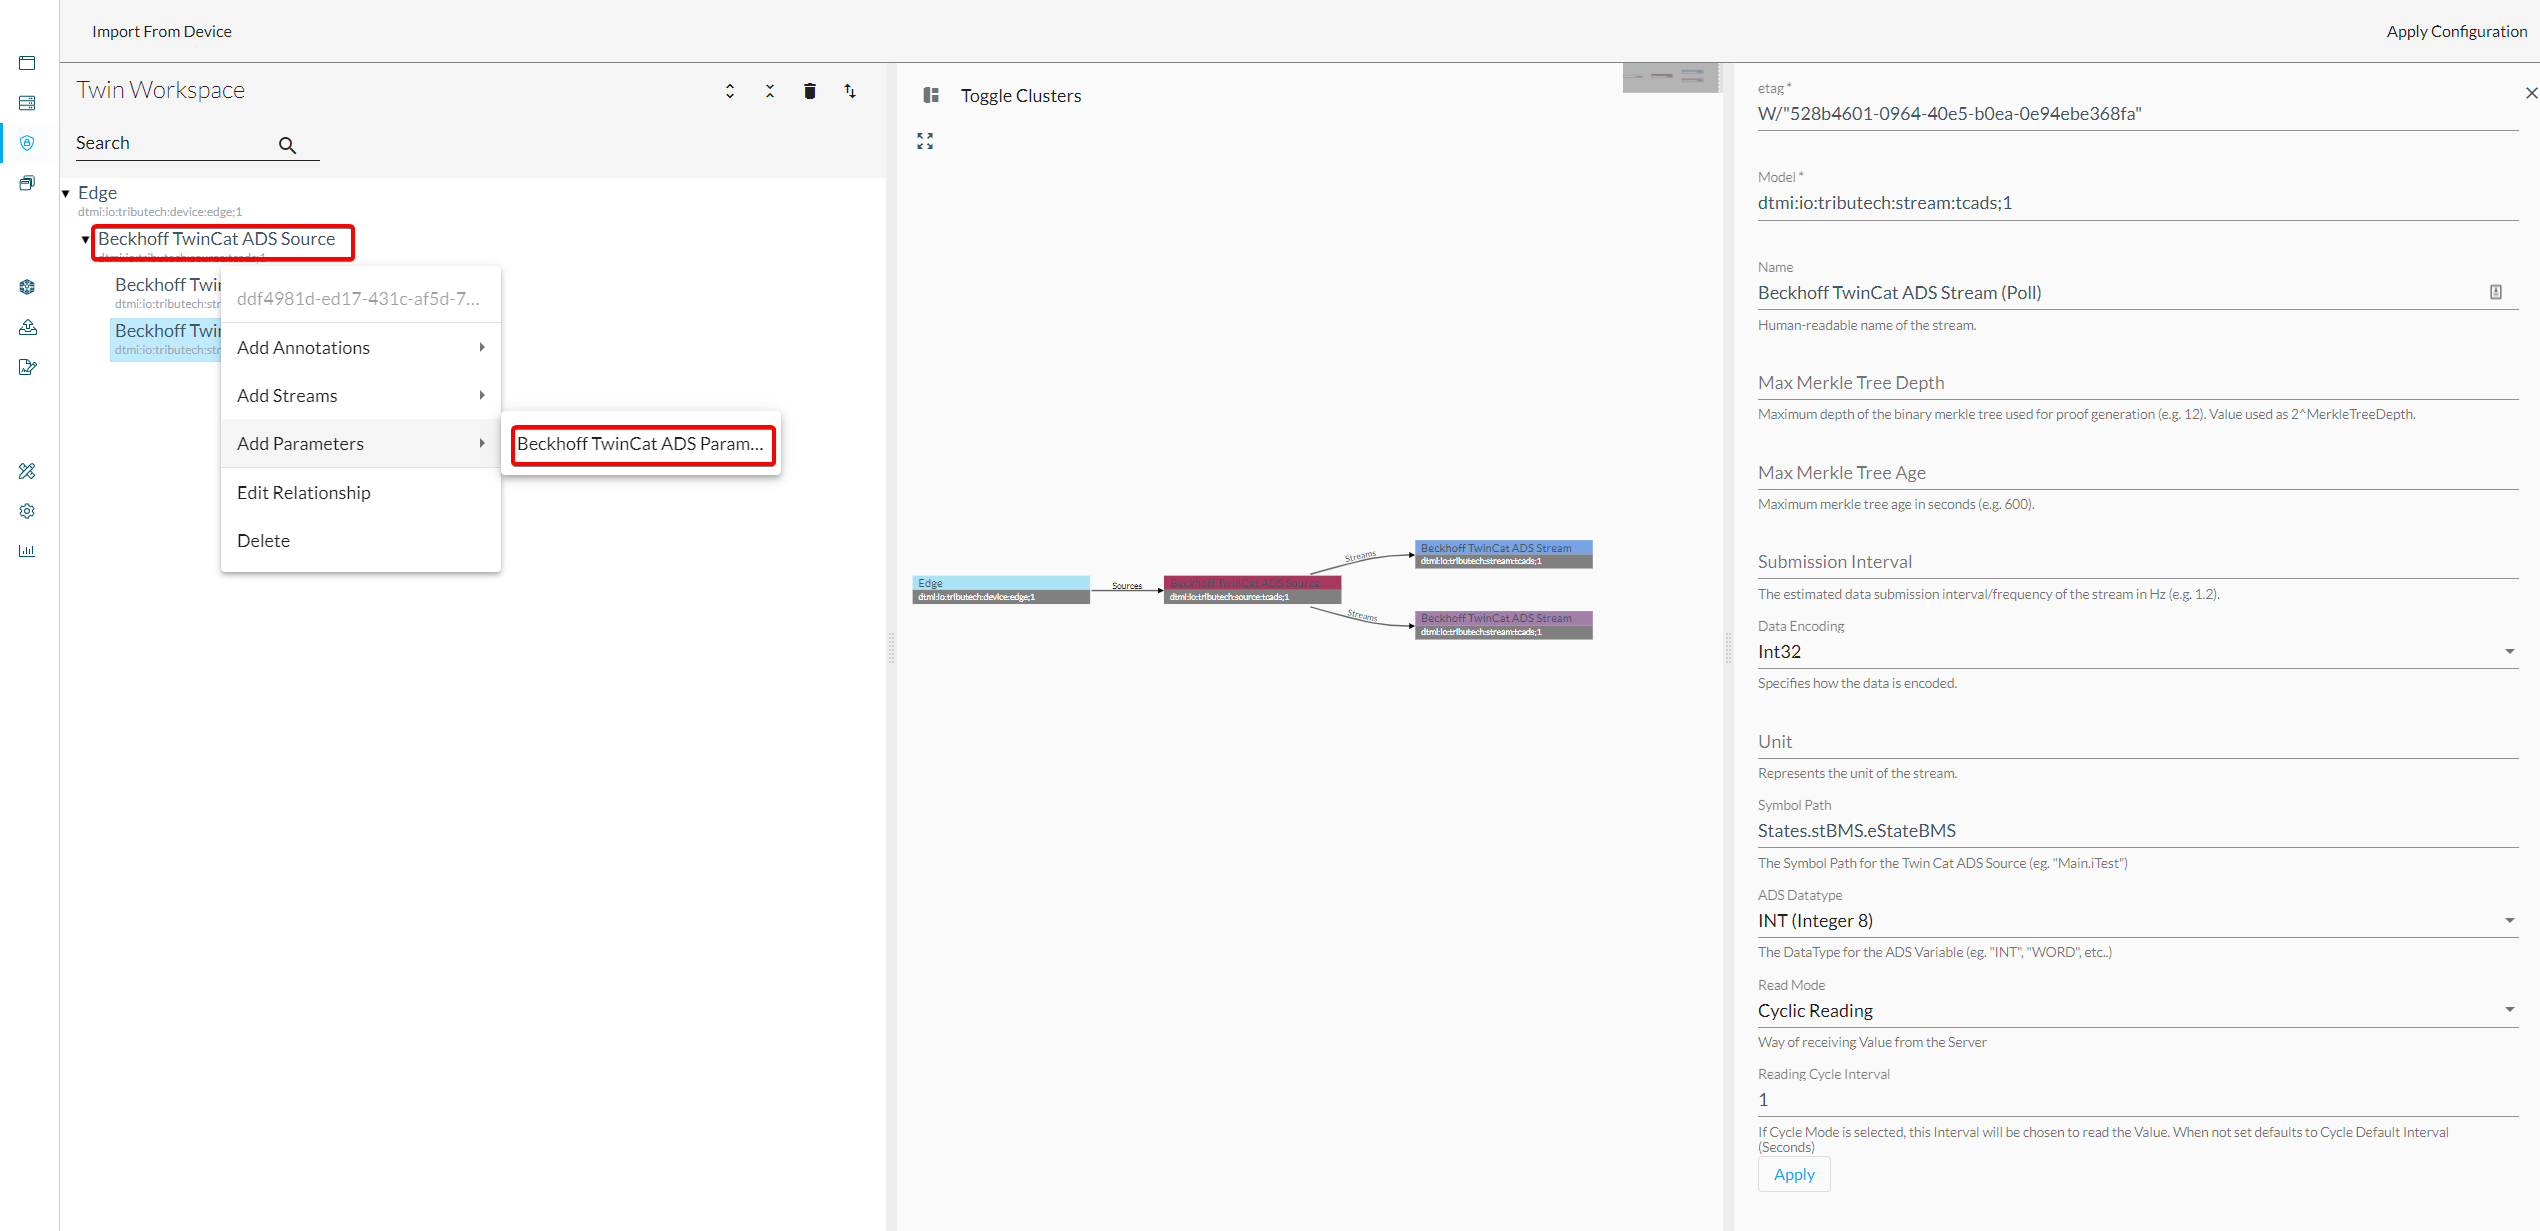 Import From Device
Apply Configuration
Twin Workspace
Search
Edge
dtmi:io:tributech:device:edge;1
Beckhoff TwinCat ADS Source
dtmi:io:tributech:source:tcads;1
Beckhoff Twi
dtmi:io:tributech:str
Beckhoff Twi
dtmi:io:tributech:str
ddf4981d-ed17-431c-af5d-7...
Add Annotations
Add Streams
Add Parameters
Edit Relationship
Delete
Beckhoff TwinCat ADS Param...
Toggle Clusters
Edge
dtmi:io:tributech:device:edge;1
Sources
Beckhoff TwinCat ADS Source
dtmi:io:tributech:source:tcads;1
Streams
Beckhoff TwinCat ADS Stream
dtmi:io:tributech:stream:tcads;1
Streams
Beckhoff TwinCat ADS Stream
dtmi:io:tributech:stream:tcads;1
etag *
W/"528b4601-0964-40e5-b0ea-0e94ebe368fa"
Model *
dtmi:io:tributech:stream:tcads;1
Name
Beckhoff TwinCat ADS Stream (Poll)
Human-readable name of the stream.
Max Merkle Tree Depth
Maximum depth of the binary merkle tree used for proof generation (e.g. 12). Value used as 2^MerkleTreeDepth.
Max Merkle Tree Age
Maximum merkle tree age in seconds (e.g. 600).
Submission Interval
The estimated data submission interval/frequency of the stream in Hz (e.g. 1.2).
Data Encoding
Int32
Specifies how the data is encoded.
Unit
Represents the unit of the stream.
Symbol Path
States.stBMS.eStateBMS
The Symbol Path for the Twin Cat ADS Source (eg. "Main.iTest")
ADS Datatype
INT (Integer 8)
The DataType for the ADS Variable (eg. "INT", "WORD", etc..)
Read Mode
Cyclic Reading
Way of receiving Value from the Server
Reading Cycle Interval
1
If Cycle Mode is selected, this Interval will be chosen to read the Value. When not set defaults to Cycle Default Interval
(Seconds)
Apply